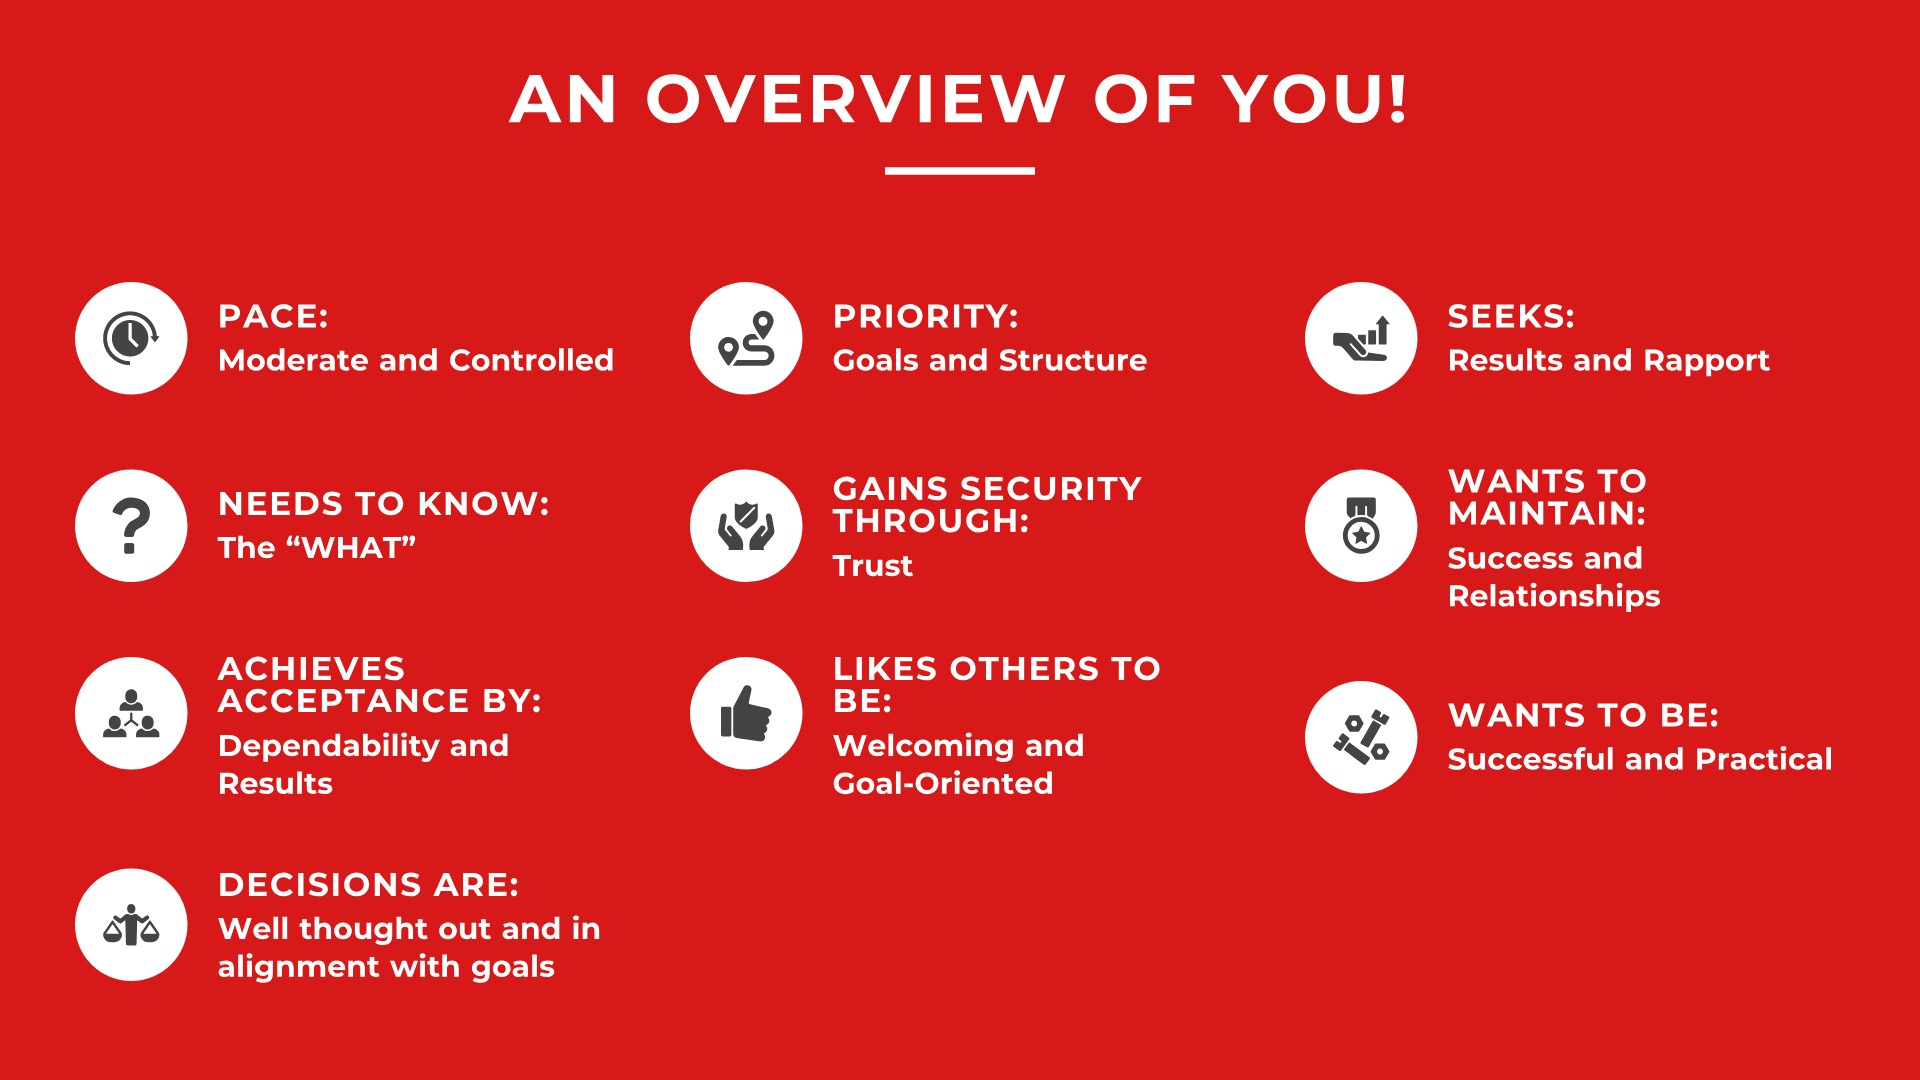 AN OVERVIEW OF YOU!
PACE:
Moderate and Controlled
PRIORITY:
Goals and Structure
SEEKS:
Results and Rapport
NEEDS TO KNOW:
The “WHAT”
GAINS SECURITY
THROUGH:
Trust
WANTS TO
MAINTAIN:
Success and
Relationships
ACHIEVES
ACCEPTANCE BY:
Dependability and
Results
LIKES OTHERS TO
BE:
Welcoming and
Goal-Oriented
WANTS TO BE:
Successful and Practical
DECISIONS ARE:
Well thought out and in
alignment with goals